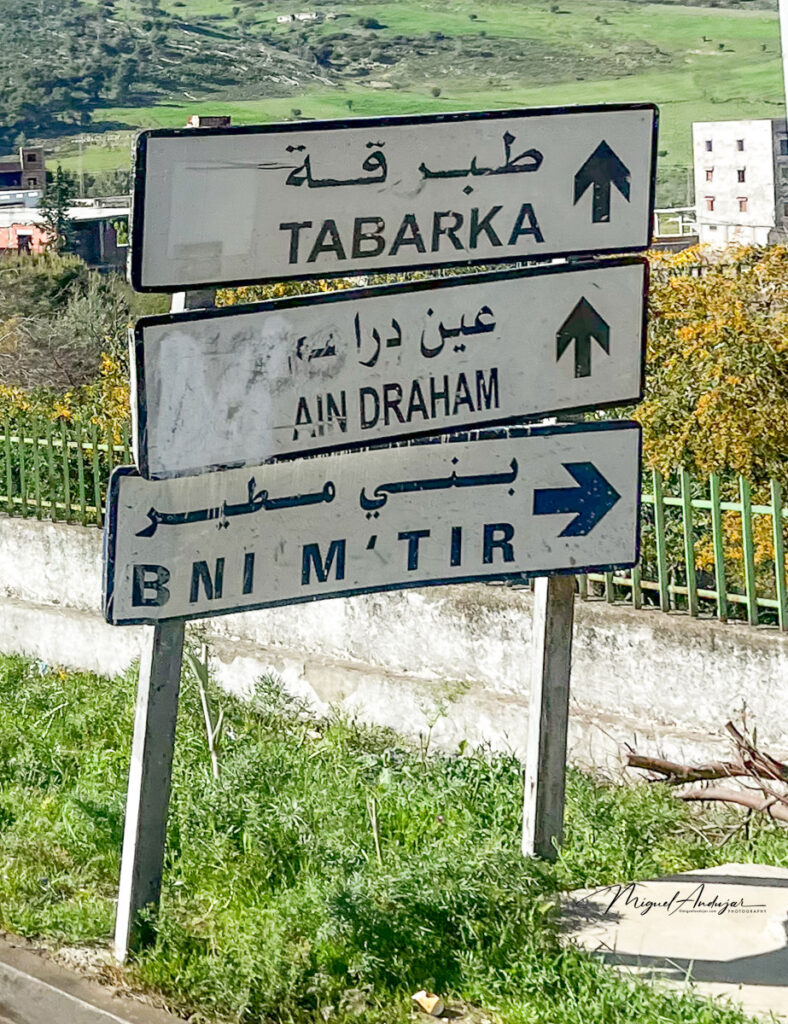 طبرقة
TABARKA
عين دراهم
AIN DRAHAM
بني مطير
BNI M'TIR
Miguel Andujar
PHOTOGRAPHY